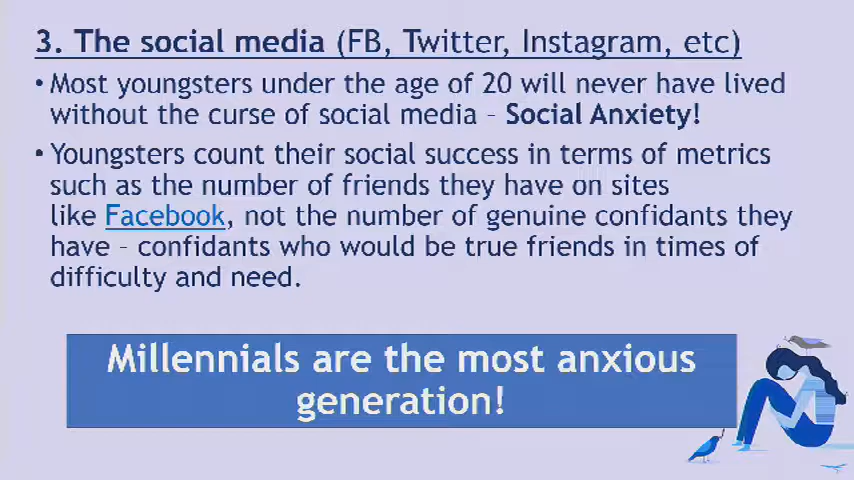 3. The social media (FB, Twitter, Instagram, etc)
• Most youngsters under the age of 20 will never have lived
without the curse of social media – Social Anxiety!
• Youngsters count their social success in terms of metrics
such as the number of friends they have on sites
like Facebook, not the number of genuine confidants they
have – confidants who would be true friends in times of
difficulty and need.
Millennials are the most anxious
generation!